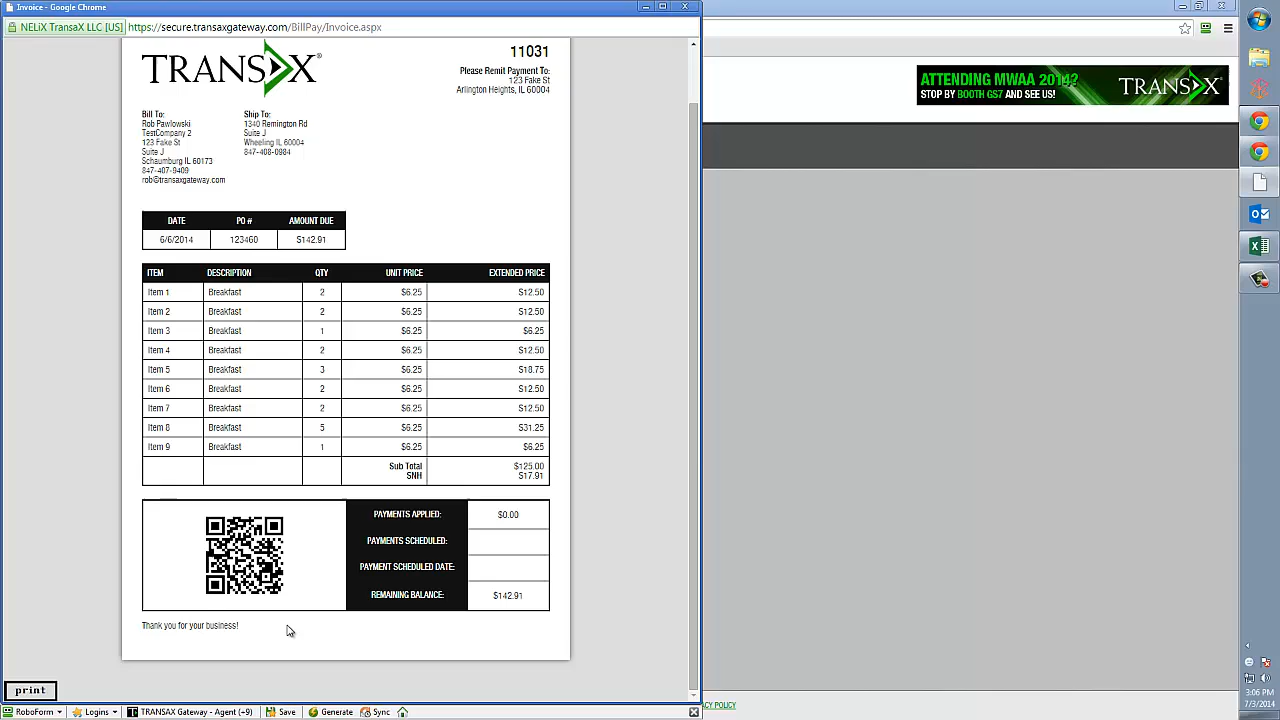 Invoice - Google Chrome
NELiX TransaX LLC [US] https://secure.transaxgateway.com/BillPay/Invoice.aspx
TRANSAX®
11031
Please Remit Payment To:
123 Fake St
Arlington Heights, IL 60004
Bill To:
Rob Pawlowski
TestCompany 2
123 Fake St
Suite J
Schaumburg IL 60173
847-407-9409
rob@transaxgateway.com
Ship To:
1340 Remington Rd
Suite J
Wheeling IL 60004
847-408-0984
DATE PO # AMOUNT DUE
6/6/2014 123460 $142.91
ITEM DESCRIPTION QTY UNIT PRICE EXTENDED PRICE
Item 1 Breakfast 2 $6.25 $12.50
Item 2 Breakfast 2 $6.25 $12.50
Item 3 Breakfast 1 $6.25 $6.25
Item 4 Breakfast 2 $6.25 $12.50
Item 5 Breakfast 3 $6.25 $18.75
Item 6 Breakfast 2 $6.25 $12.50
Item 7 Breakfast 2 $6.25 $12.50
Item 8 Breakfast 5 $6.25 $31.25
Item 9 Breakfast 1 $6.25 $6.25
Sub Total $125.00
SNH $17.91
PAYMENTS APPLIED: $0.00
PAYMENTS SCHEDULED:
PAYMENT SCHEDULED DATE:
REMAINING BALANCE: $142.91
Thank you for your business!
print
RoboForm Logins TRANSAX Gateway - Agent (+9) Save Generate Sync
ATTENDING MWAA 2014?
STOP BY BOOTH G57 AND SEE US!
TRANSAX®
ACY POLICY
3:06 PM
7/3/2014